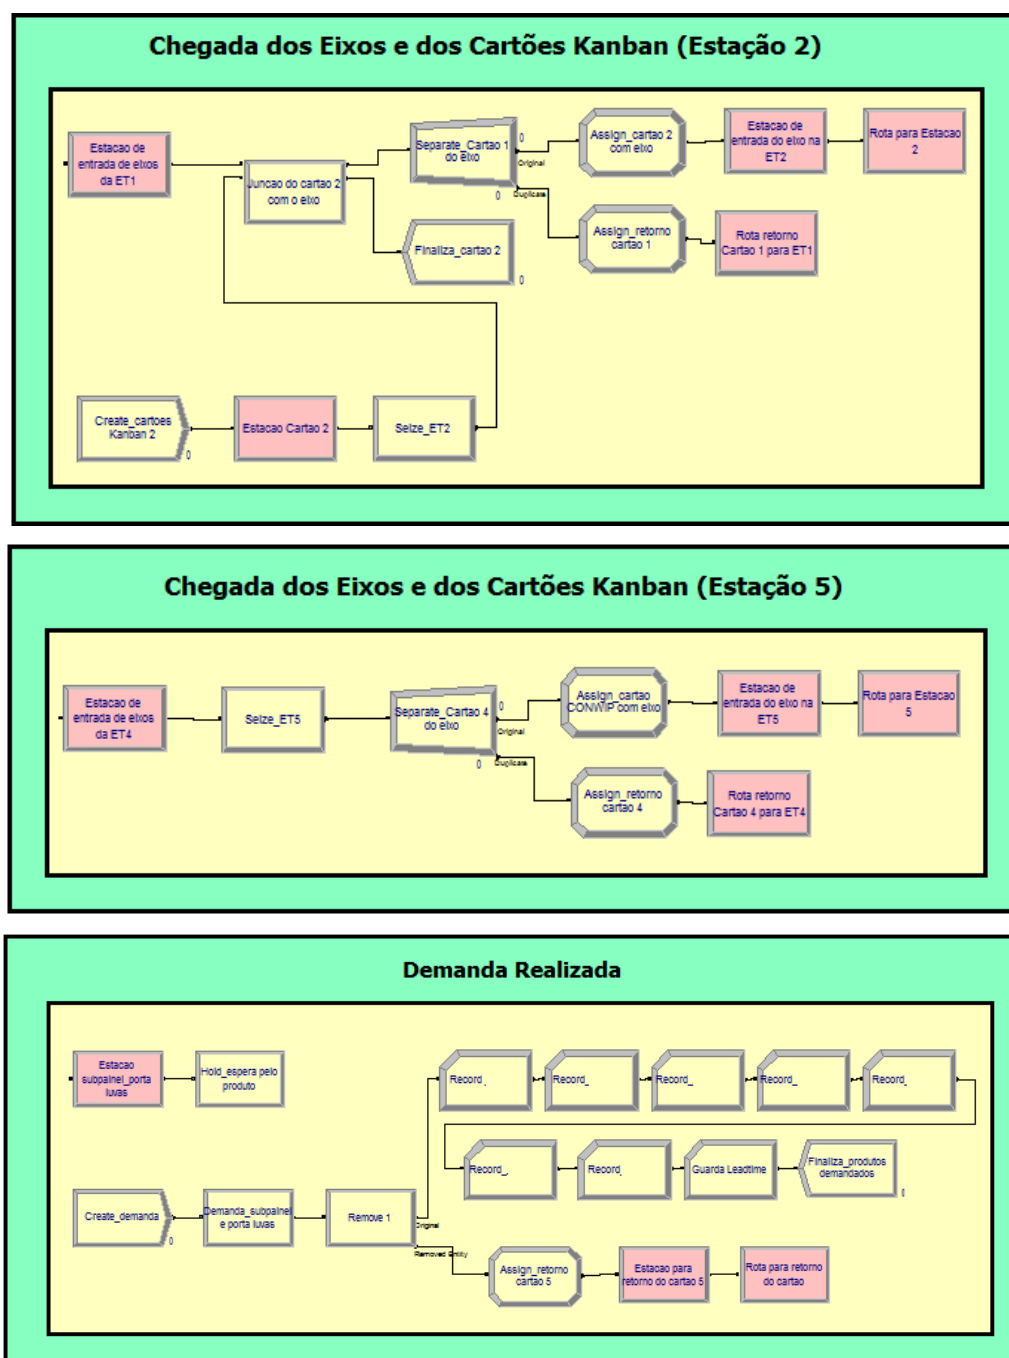 Chegada dos Eixos e dos Cartões Kanban (Estação 2)
Estacao de
entrada de eixos
da ET1
Juncao do cartao 2
com o eixo
Separate_Cartao 1
do eixo
0
Original
0
Duplicate
Assign_cartao 2
com eixo
Estacao de
entrada do eixo na
ET2
Rota para Estacao
2
Finaliza_cartao 2
0
Assign_retorno
cartao 1
Rota retorno
Cartao 1 para ET1
Create_cartoes
Kanban 2
0
Estacao Cartao 2
Seize_ET2
Chegada dos Eixos e dos Cartões Kanban (Estação 5)
Estacao de
entrada de eixos
da ET4
Seize_ET5
Separate_Cartao 4
do eixo
0
Original
0
Duplicate
Assign_cartao
CONWIP com eixo
Estacao de
entrada do eixo na
ET5
Rota para Estacao
5
Assign_retorno
cartao 4
Rota retorno
Cartao 4 para ET4
Demanda Realizada
Estacao
subpainel_porta
luvas
Hold_espera pelo
produto
Record_
Record_
Record_
Record_
Record_
Record_
Record_
Guarda Leadtime
Finaliza_produtos
demandados
0
Create_demanda
0
Demanda_subpainel
e porta luvas
Remove 1
Original
Removed Entity
Assign_retorno
cartao 5
Estacao para
retorno do cartao 5
Rota para retorno
do cartao